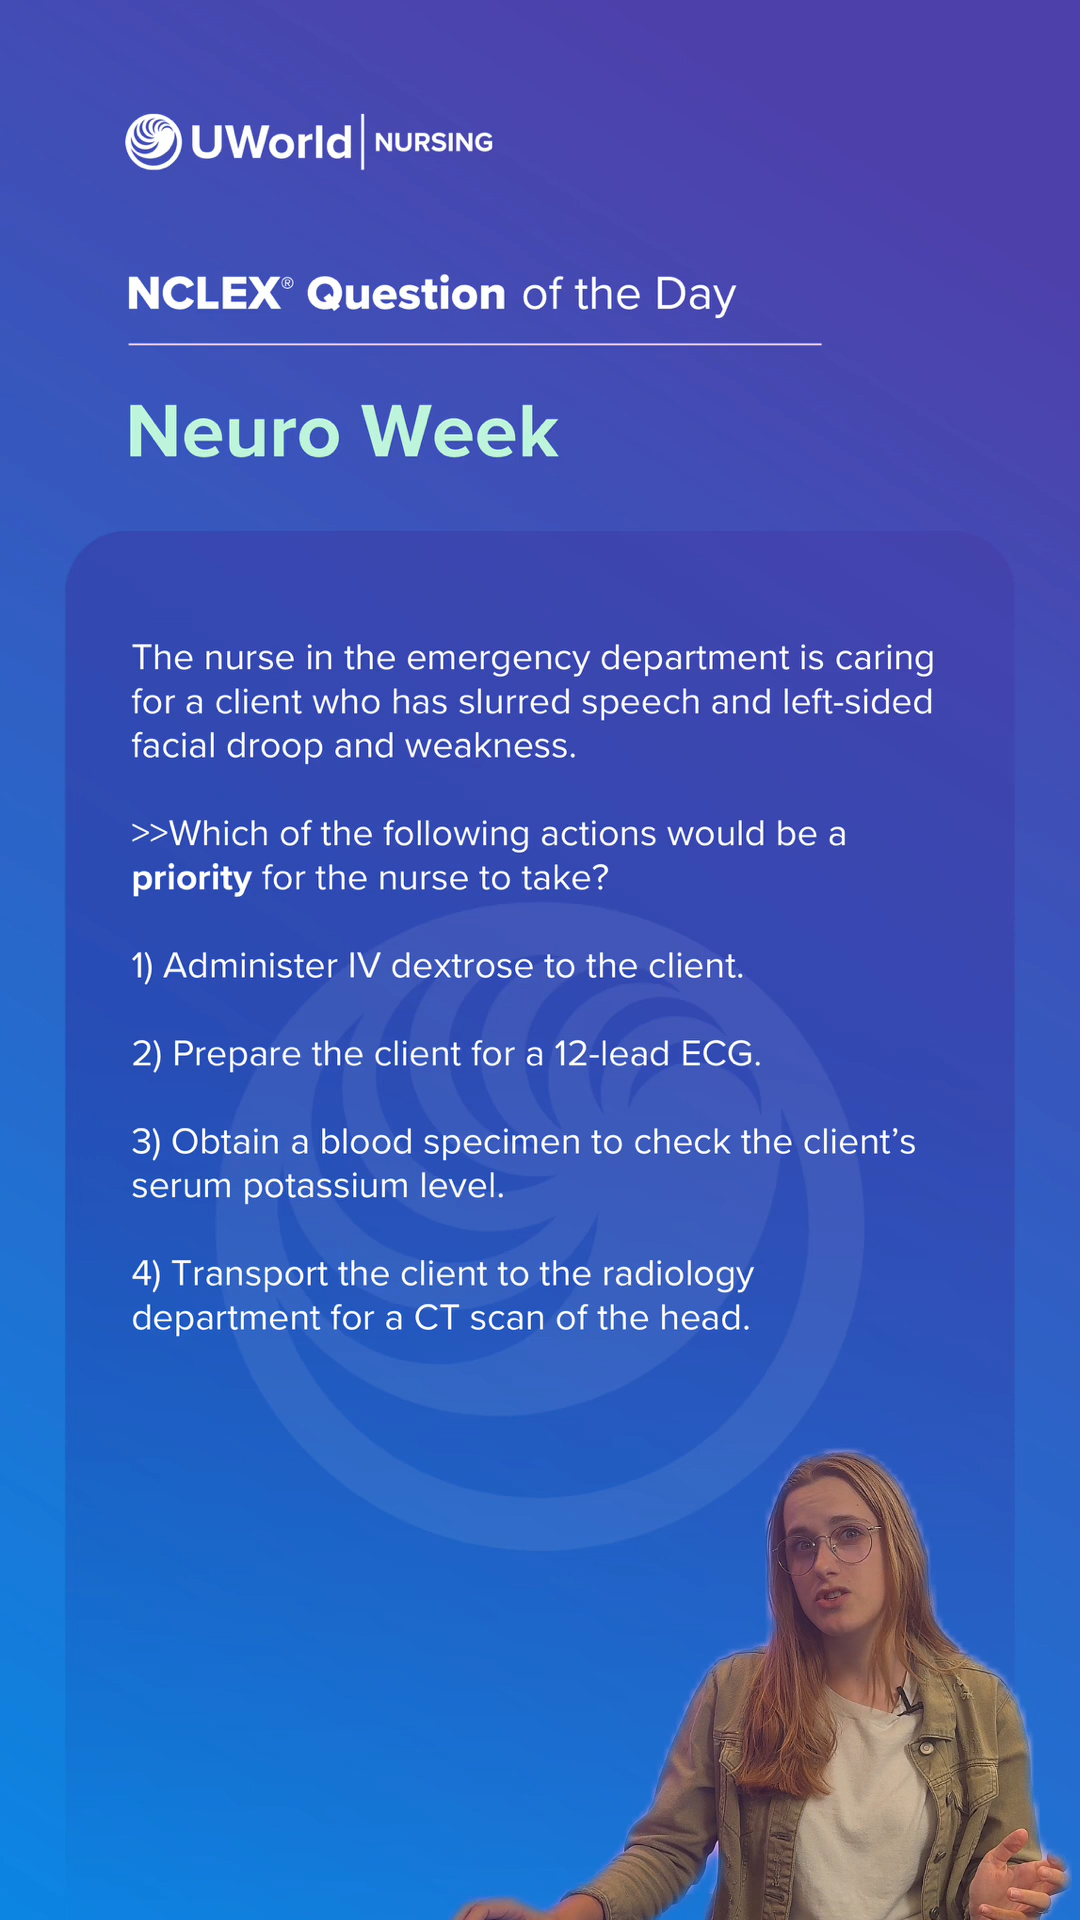 UWorld | NURSING
NCLEX® Question of the Day
Neuro Week
The nurse in the emergency department is caring
for a client who has slurred speech and left-sided
facial droop and weakness.
>>Which of the following actions would be a
priority for the nurse to take?
1) Administer IV dextrose to the client.
2) Prepare the client for a 12-lead ECG.
3) Obtain a blood specimen to check the client’s
serum potassium level.
4) Transport the client to the radiology
department for a CT scan of the head.